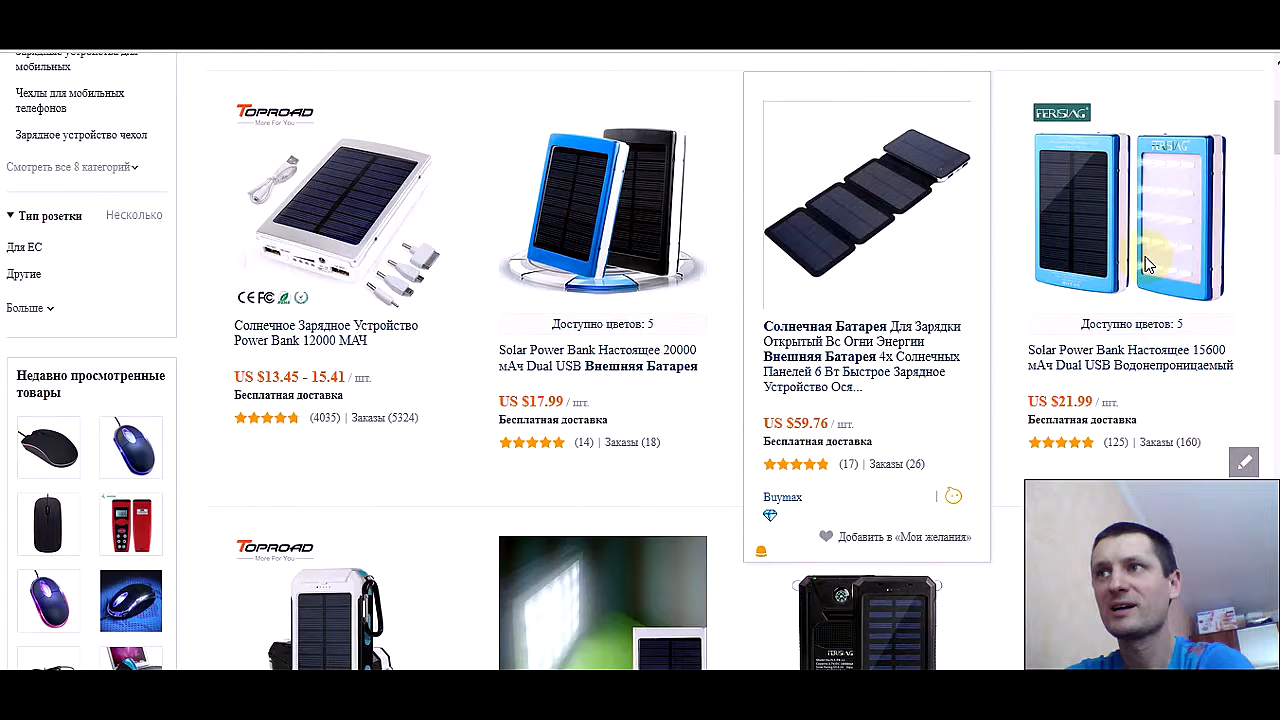 Зарядные устройства для
мобильных
Чехлы для мобильных
телефонов
Зарядное устройство чехол
Смотреть все 8 категорий
Тип розетки
Несколько
Для ЕС
Другие
Больше
Недавно просмотренные
товары
TOPROAD
More For You
Солнечное Зарядное Устройство
Power Bank 12000 МАЧ
US $13.45 - 15.41 / шт.
Бесплатная доставка
(4035) | Заказы (5324)
Доступно цветов: 5
Solar Power Bank Настоящее 20000
мАч Dual USB Внешняя Батарея
US $17.99 / шт.
Бесплатная доставка
(14) | Заказы (18)
Солнечная Батарея Для Зарядки
Открытый Вс Огни Энергии
Внешняя Батарея 4x Солнечных
Панелей 6 Вт Быстрое Зарядное
Устройство Ося...
US $59.76 / шт.
Бесплатная доставка
(17) | Заказы (26)
Buymax
Добавить в «Мои желания»
FERISING
Доступно цветов: 5
Solar Power Bank Настоящее 15600
мАч Dual USB Водонепроницаемый
US $21.99 / шт.
Бесплатная доставка
(125) | Заказы (160)
TOPROAD
More For You